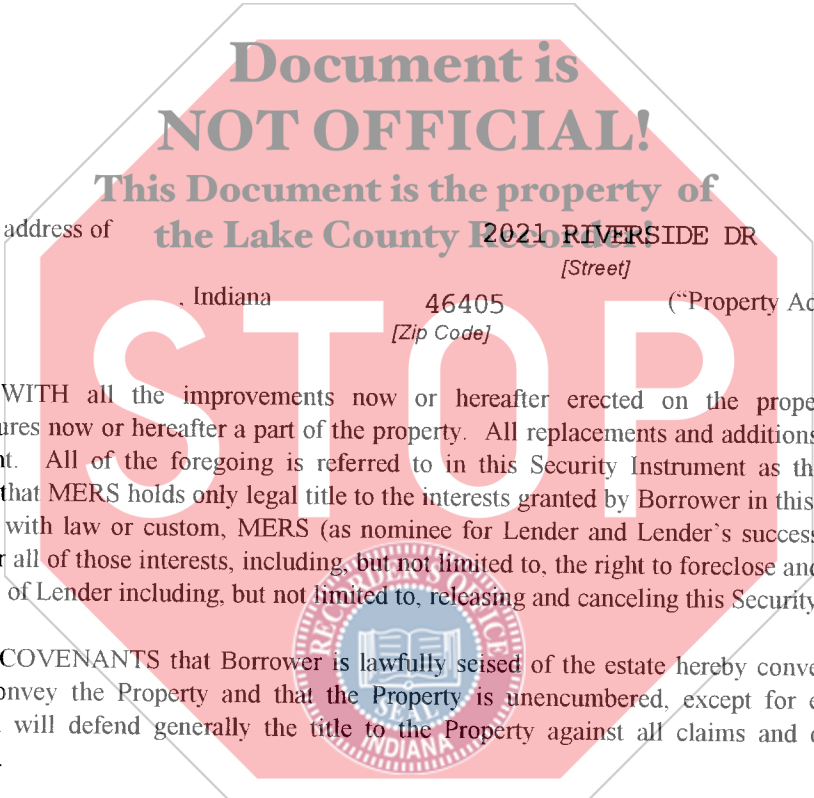 Document is
NOT OFFICIAL!
This Document is the property of
the Lake County Recorder!
address of 2021 RIVERSIDE DR
[Street]
, Indiana 46405 ("Property Ad
[Zip Code]
STOP
WITH all the improvements now or hereafter erected on the prope
ures now or hereafter a part of the property. All replacements and additions
nt. All of the foregoing is referred to in this Security Instrument as th
that MERS holds only legal title to the interests granted by Borrower in this
with law or custom, MERS (as nominee for Lender and Lender's success
r all of those interests, including, but not limited to, the right to foreclose and
of Lender including, but not limited to, releasing and canceling this Security
COVENANTS that Borrower is lawfully seised of the estate hereby conve
onvey the Property and that the Property is unencumbered, except for e
will defend generally the title to the Property against all claims and d
RECORDER'S OFFICE
SEAL
INDIANA